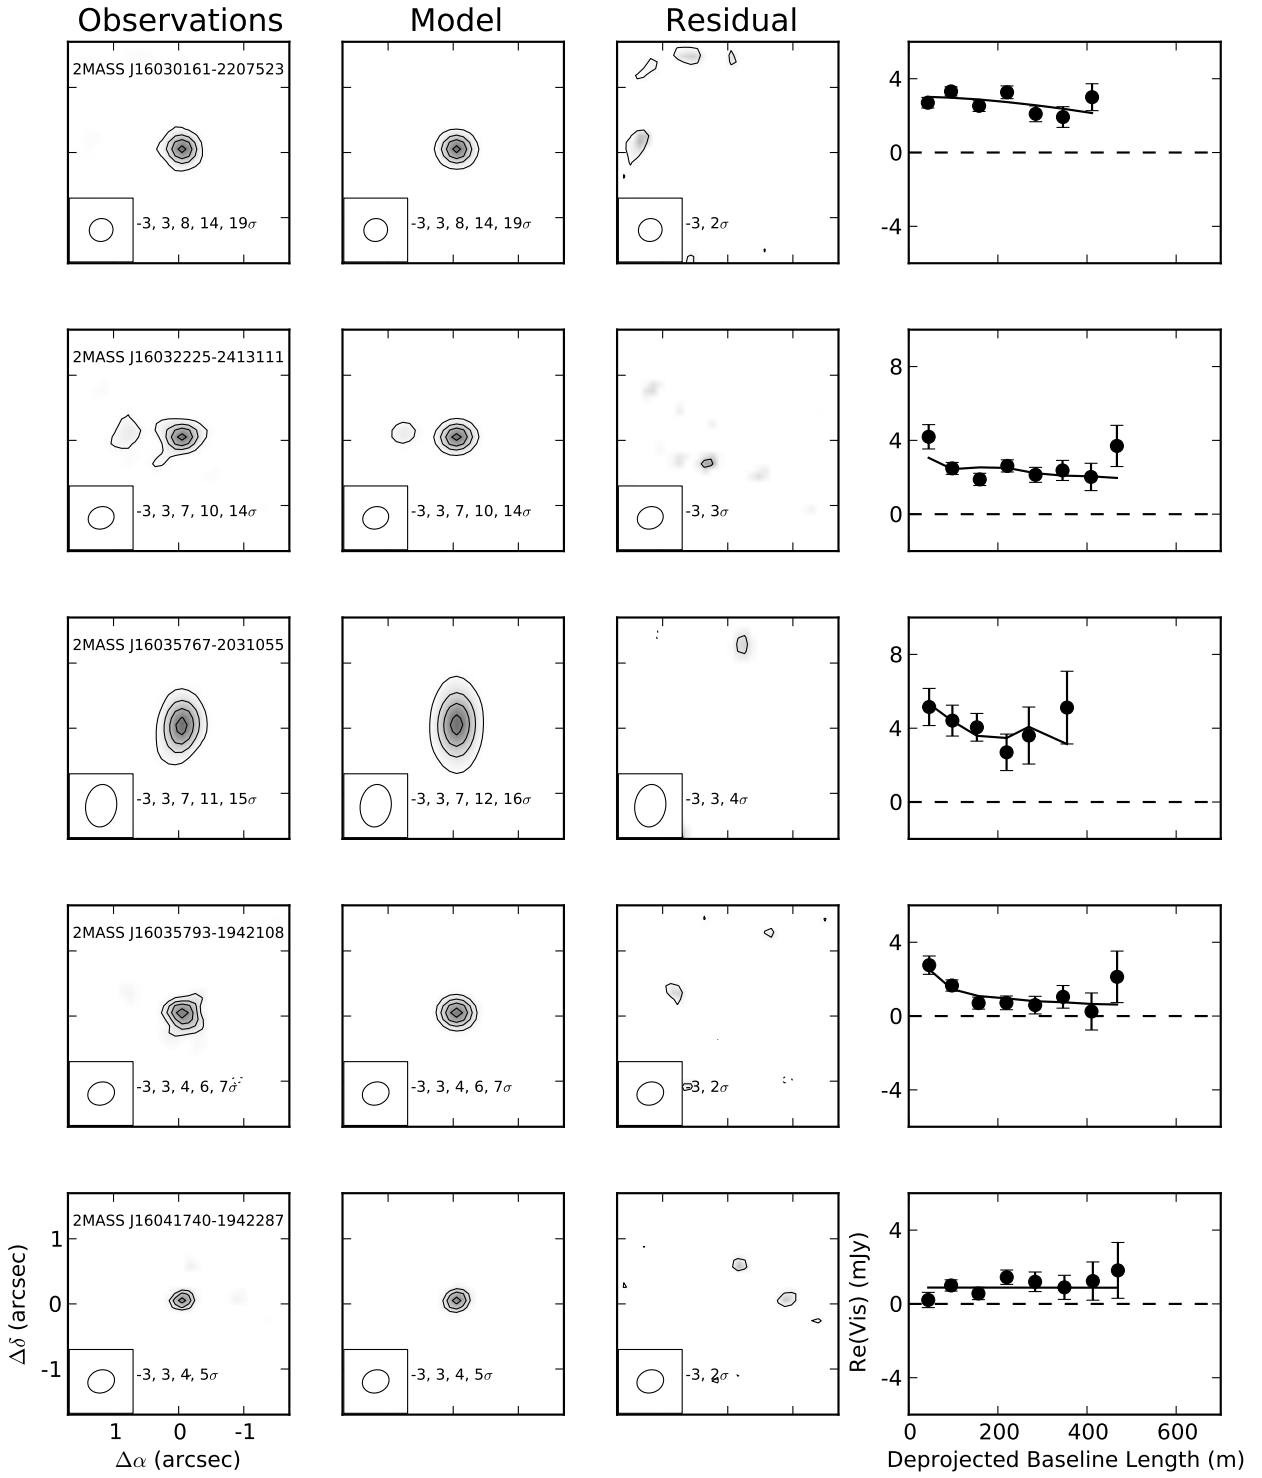 Observations Model Residual
2MASS J16030161-2207523
-3, 3, 8, 14, 19σ
-3, 3, 8, 14, 19σ
-3, 2σ
4
0
-4
2MASS J16032225-2413111
-3, 3, 7, 10, 14σ
-3, 3, 7, 10, 14σ
-3, 3σ
8
4
0
2MASS J16035767-2031055
-3, 3, 7, 11, 15σ
-3, 3, 7, 12, 16σ
-3, 3, 4σ
8
4
0
2MASS J16035793-1942108
-3, 3, 4, 6, 7σ
-3, 3, 4, 6, 7σ
-3, 2σ
4
0
-4
2MASS J16041740-1942287
-3, 3, 4, 5σ
-3, 3, 4, 5σ
-3, 2σ
1
0
-1
Δδ (arcsec)
1 0 -1
Δα (arcsec)
4
0
-4
Re(Vis) (mJy)
0 200 400 600
Deprojected Baseline Length (m)